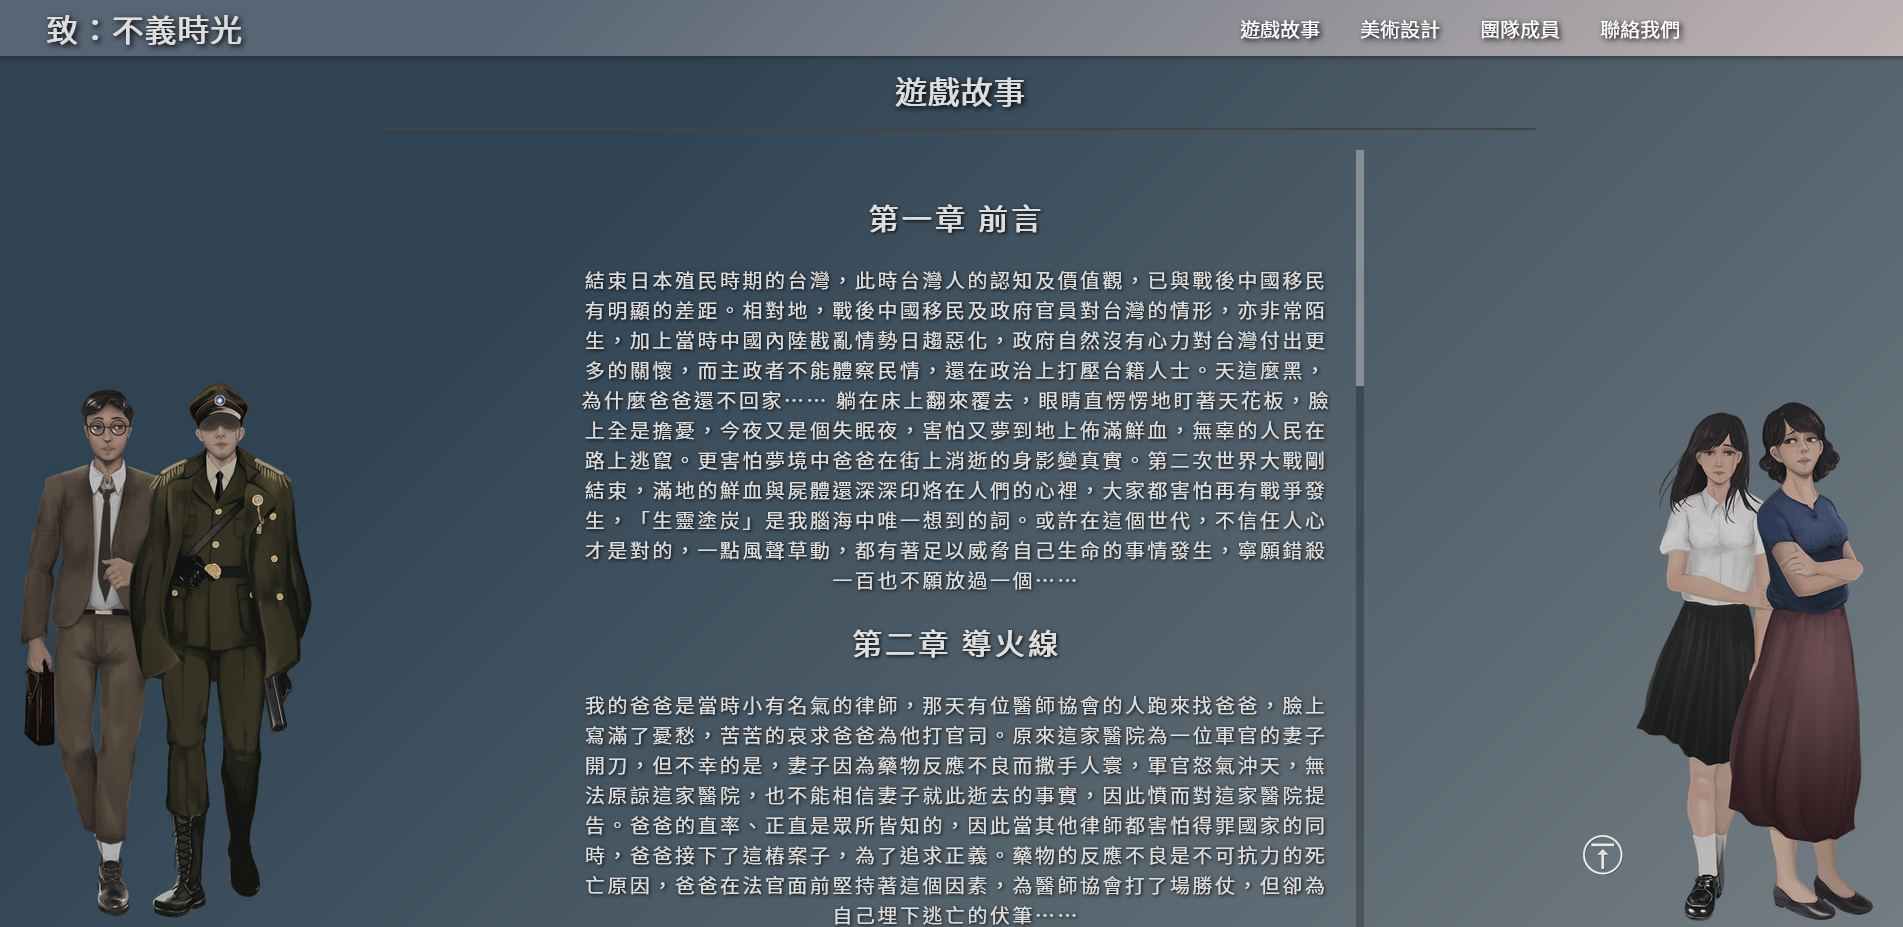 致：不義時光
遊戲故事 美術設計 團隊成員 聯絡我們
遊戲故事
第一章 前言
結束日本殖民時期的台灣，此時台灣人的認知及價值觀，已與戰後中國移民
有明顯的差距。相對地，戰後中國移民及政府官員對台灣的情形，亦非常陌
生，加上當時中國內陸戡亂情勢日趨惡化，政府自然沒有心力對台灣付出更
多的關懷，而主政者不能體察民情，還在政治上打壓台籍人士。天這麼黑，
為什麼爸爸還不回家⋯⋯ 躺在床上翻來覆去，眼睛直愣愣地盯著天花板，臉
上全是擔憂，今夜又是個失眠夜，害怕又夢到地上佈滿鮮血，無辜的人民在
路上逃竄。更害怕夢境中爸爸在街上消逝的身影變真實。第二次世界大戰剛
結束，滿地的鮮血與屍體還深深印烙在人們的心裡，大家都害怕再有戰爭發
生，「生靈塗炭」是我腦海中唯一想到的詞。或許在這個世代，不信任人心
才是對的，一點風聲草動，都有著足以威脅自己生命的事情發生，寧願錯殺
一百也不願放過一個⋯⋯
第二章 導火線
我的爸爸是當時小有名氣的律師，那天有位醫師協會的人跑來找爸爸，臉上
寫滿了憂愁，苦苦的哀求爸爸為他打官司。原來這家醫院為一位軍官的妻子
開刀，但不幸的是，妻子因為藥物反應不良而撒手人寰，軍官怒氣沖天，無
法原諒這家醫院，也不能相信妻子就此逝去的事實，因此憤而對這家醫院提
告。爸爸的直率、正直是眾所皆知的，因此當其他律師都害怕得罪國家的同
時，爸爸接下了這樁案子，為了追求正義。藥物的反應不良是不可抗力的死
亡原因，爸爸在法官面前堅持著這個因素，為醫師協會打了場勝仗，但卻為
自己埋下逃亡的伏筆⋯⋯